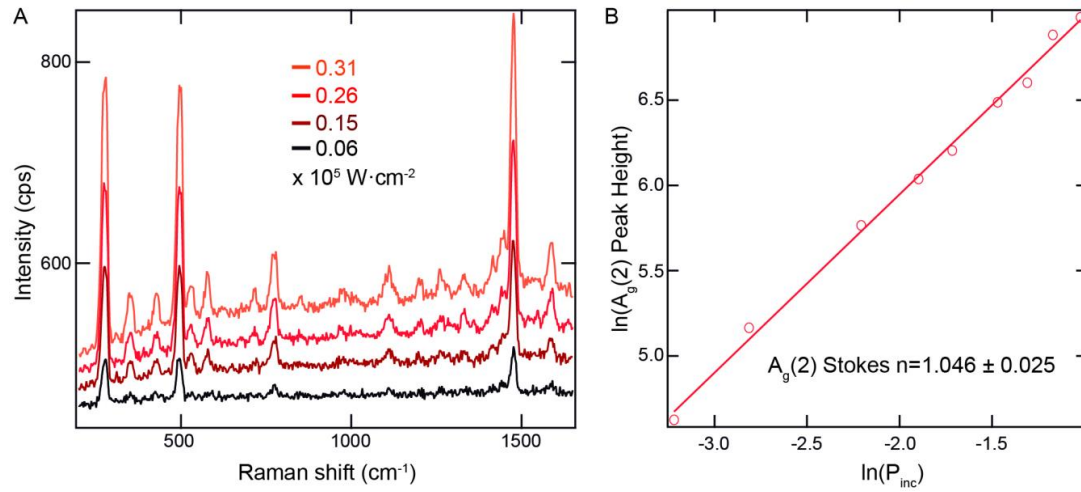 A
B
800
600
Intensity (cps)
0.31
0.26
0.15
0.06
x 10⁵ W·cm⁻²
500
1000
1500
Raman shift (cm⁻¹)
6.5
6.0
5.5
5.0
ln(A_g(2) Peak Height)
A_g(2) Stokes n=1.046 ± 0.025
-3.0
-2.5
-2.0
-1.5
ln(P_inc)